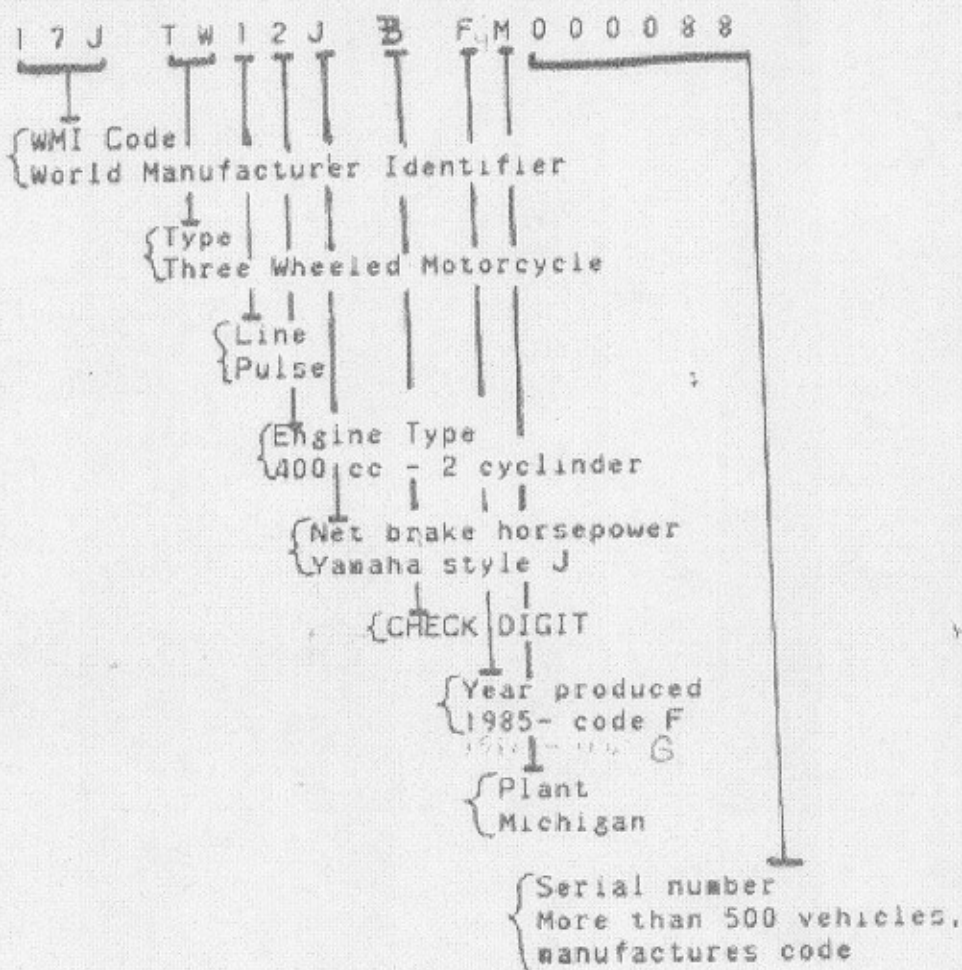 1 7 J T W 1 2 J F M 0 0 0 0 8 8
WMI Code
World Manufacturer Identifier
Type
Three Wheeled Motorcycle
Line
Pulse
Engine Type
400 cc - 2 cyclinder
Net brake horsepower
Yamaha style J
CHECK DIGIT
Year produced
1985- code F
G
Plant
Michigan
Serial number
More than 500 vehicles,
manufactures code